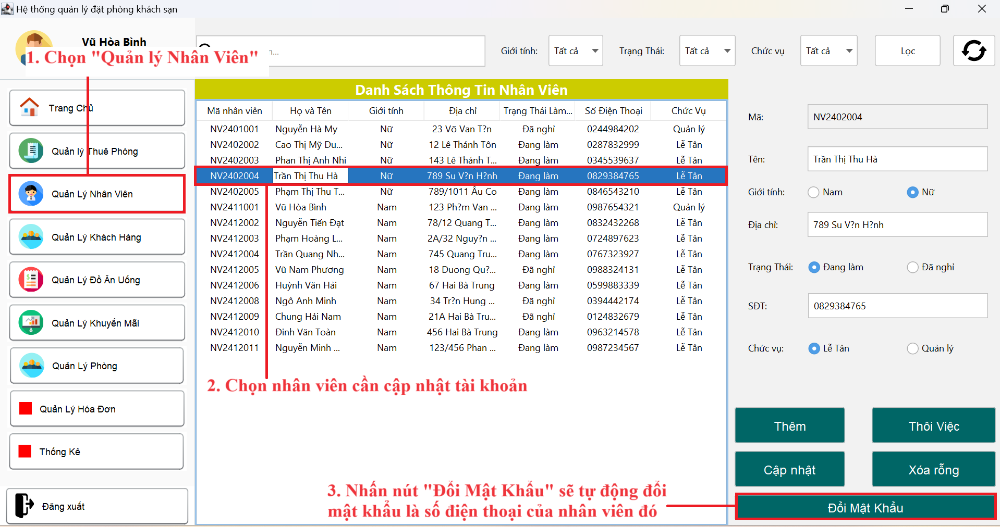 Hệ thống quản lý đặt phòng khách sạn
Vũ Hòa Bình
1. Chọn "Quản lý Nhân Viên"
Giới tính: Tất cả Trạng Thái: Tất cả Chức vụ Tất cả Lọc
Trang Chủ
Quản lý Thuê Phòng
Quản Lý Nhân Viên
Quản Lý Khách Hàng
Quản Lý Đồ Ăn Uống
Quản Lý Khuyến Mãi
Quản Lý Phòng
Quản Lý Hóa Đơn
Thống Kê
Đăng xuất
Danh Sách Thông Tin Nhân Viên
Mã nhân viên Họ và Tên Giới tính Địa chỉ Trạng Thái Làm... Số Điện Thoại Chức Vụ
NV2401001 Nguyễn Hà My Nữ 23 Võ Van T?n Đã nghỉ 0244984202 Quản lý
NV2402002 Cao Thị Mỹ Du... Nữ 12 Lê Thánh Tôn Đang làm 0287832999 Lễ Tân
NV2402003 Phan Thị Anh Nhi Nữ 143 Lê Thánh T... Đang làm 0345539637 Lễ Tân
NV2402004 Trần Thị Thu Hà Nữ 789 Su V?n H?nh Đang làm 0829384765 Lễ Tân
NV2402005 Phạm Thị Thu T... Nữ 789/1011 Âu Co Đang làm 0846543210 Lễ Tân
NV2411001 Vũ Hòa Bình Nam 123 Ph?m Van ... Đang làm 0987654321 Quản lý
NV2412002 Nguyễn Tiến Đạt Nam 78/12 Quang T... Đang làm 0832432268 Lễ Tân
NV2412003 Phạm Hoàng L... Nam 2A/32 Nguy?n ... Đang làm 0724897623 Lễ Tân
NV2412004 Trần Quang Nh... Nam 745 Quang Tru... Đang làm 0767323927 Lễ Tân
NV2412005 Vũ Nam Phương Nam 18 Duong Qu?... Đã nghỉ 0988324131 Lễ Tân
NV2412006 Huỳnh Văn Hải Nam 67 Hai Bà Trung Đang làm 0599883339 Lễ Tân
NV2412008 Ngô Anh Minh Nam 34 Tr?n Hung ... Đã nghỉ 0394442174 Lễ Tân
NV2412009 Chung Hải Nam Nam 21A Hai Bà Tru... Đã nghỉ 0124832679 Lễ Tân
NV2412010 Đinh Văn Toàn Nam 456 Hai Bà Trung Đang làm 0963214578 Lễ Tân
NV2412011 Nguyễn Minh ... Nam 123/456 Phan ... Đang làm 0987234567 Lễ Tân
2. Chọn nhân viên cần cập nhật tài khoản
3. Nhấn nút "Đổi Mật Khẩu" sẽ tự động đổi
mật khẩu là số điện thoại của nhân viên đó
Mã: NV2402004
Tên: Trần Thị Thu Hà
Giới tính: Nam Nữ
Địa chỉ: 789 Su V?n H?nh
Trạng Thái: Đang làm Đã nghỉ
SĐT: 0829384765
Chức vụ: Lễ Tân Quản lý
Thêm Thôi Việc
Cập nhật Xóa rỗng
Đổi Mật Khẩu